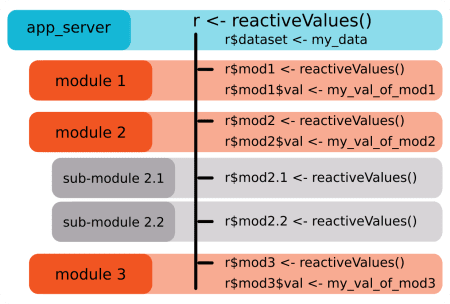 app_server
r <- reactiveValues()
r$dataset <- my_data
module 1
r$mod1 <- reactiveValues()
r$mod1$val <- my_val_of_mod1
module 2
r$mod2 <- reactiveValues()
r$mod2$val <- my_val_of_mod2
sub-module 2.1
r$mod2.1 <- reactiveValues()
sub-module 2.2
r$mod2.2 <- reactiveValues()
module 3
r$mod3 <- reactiveValues()
r$mod3$val <- my_val_of_mod3